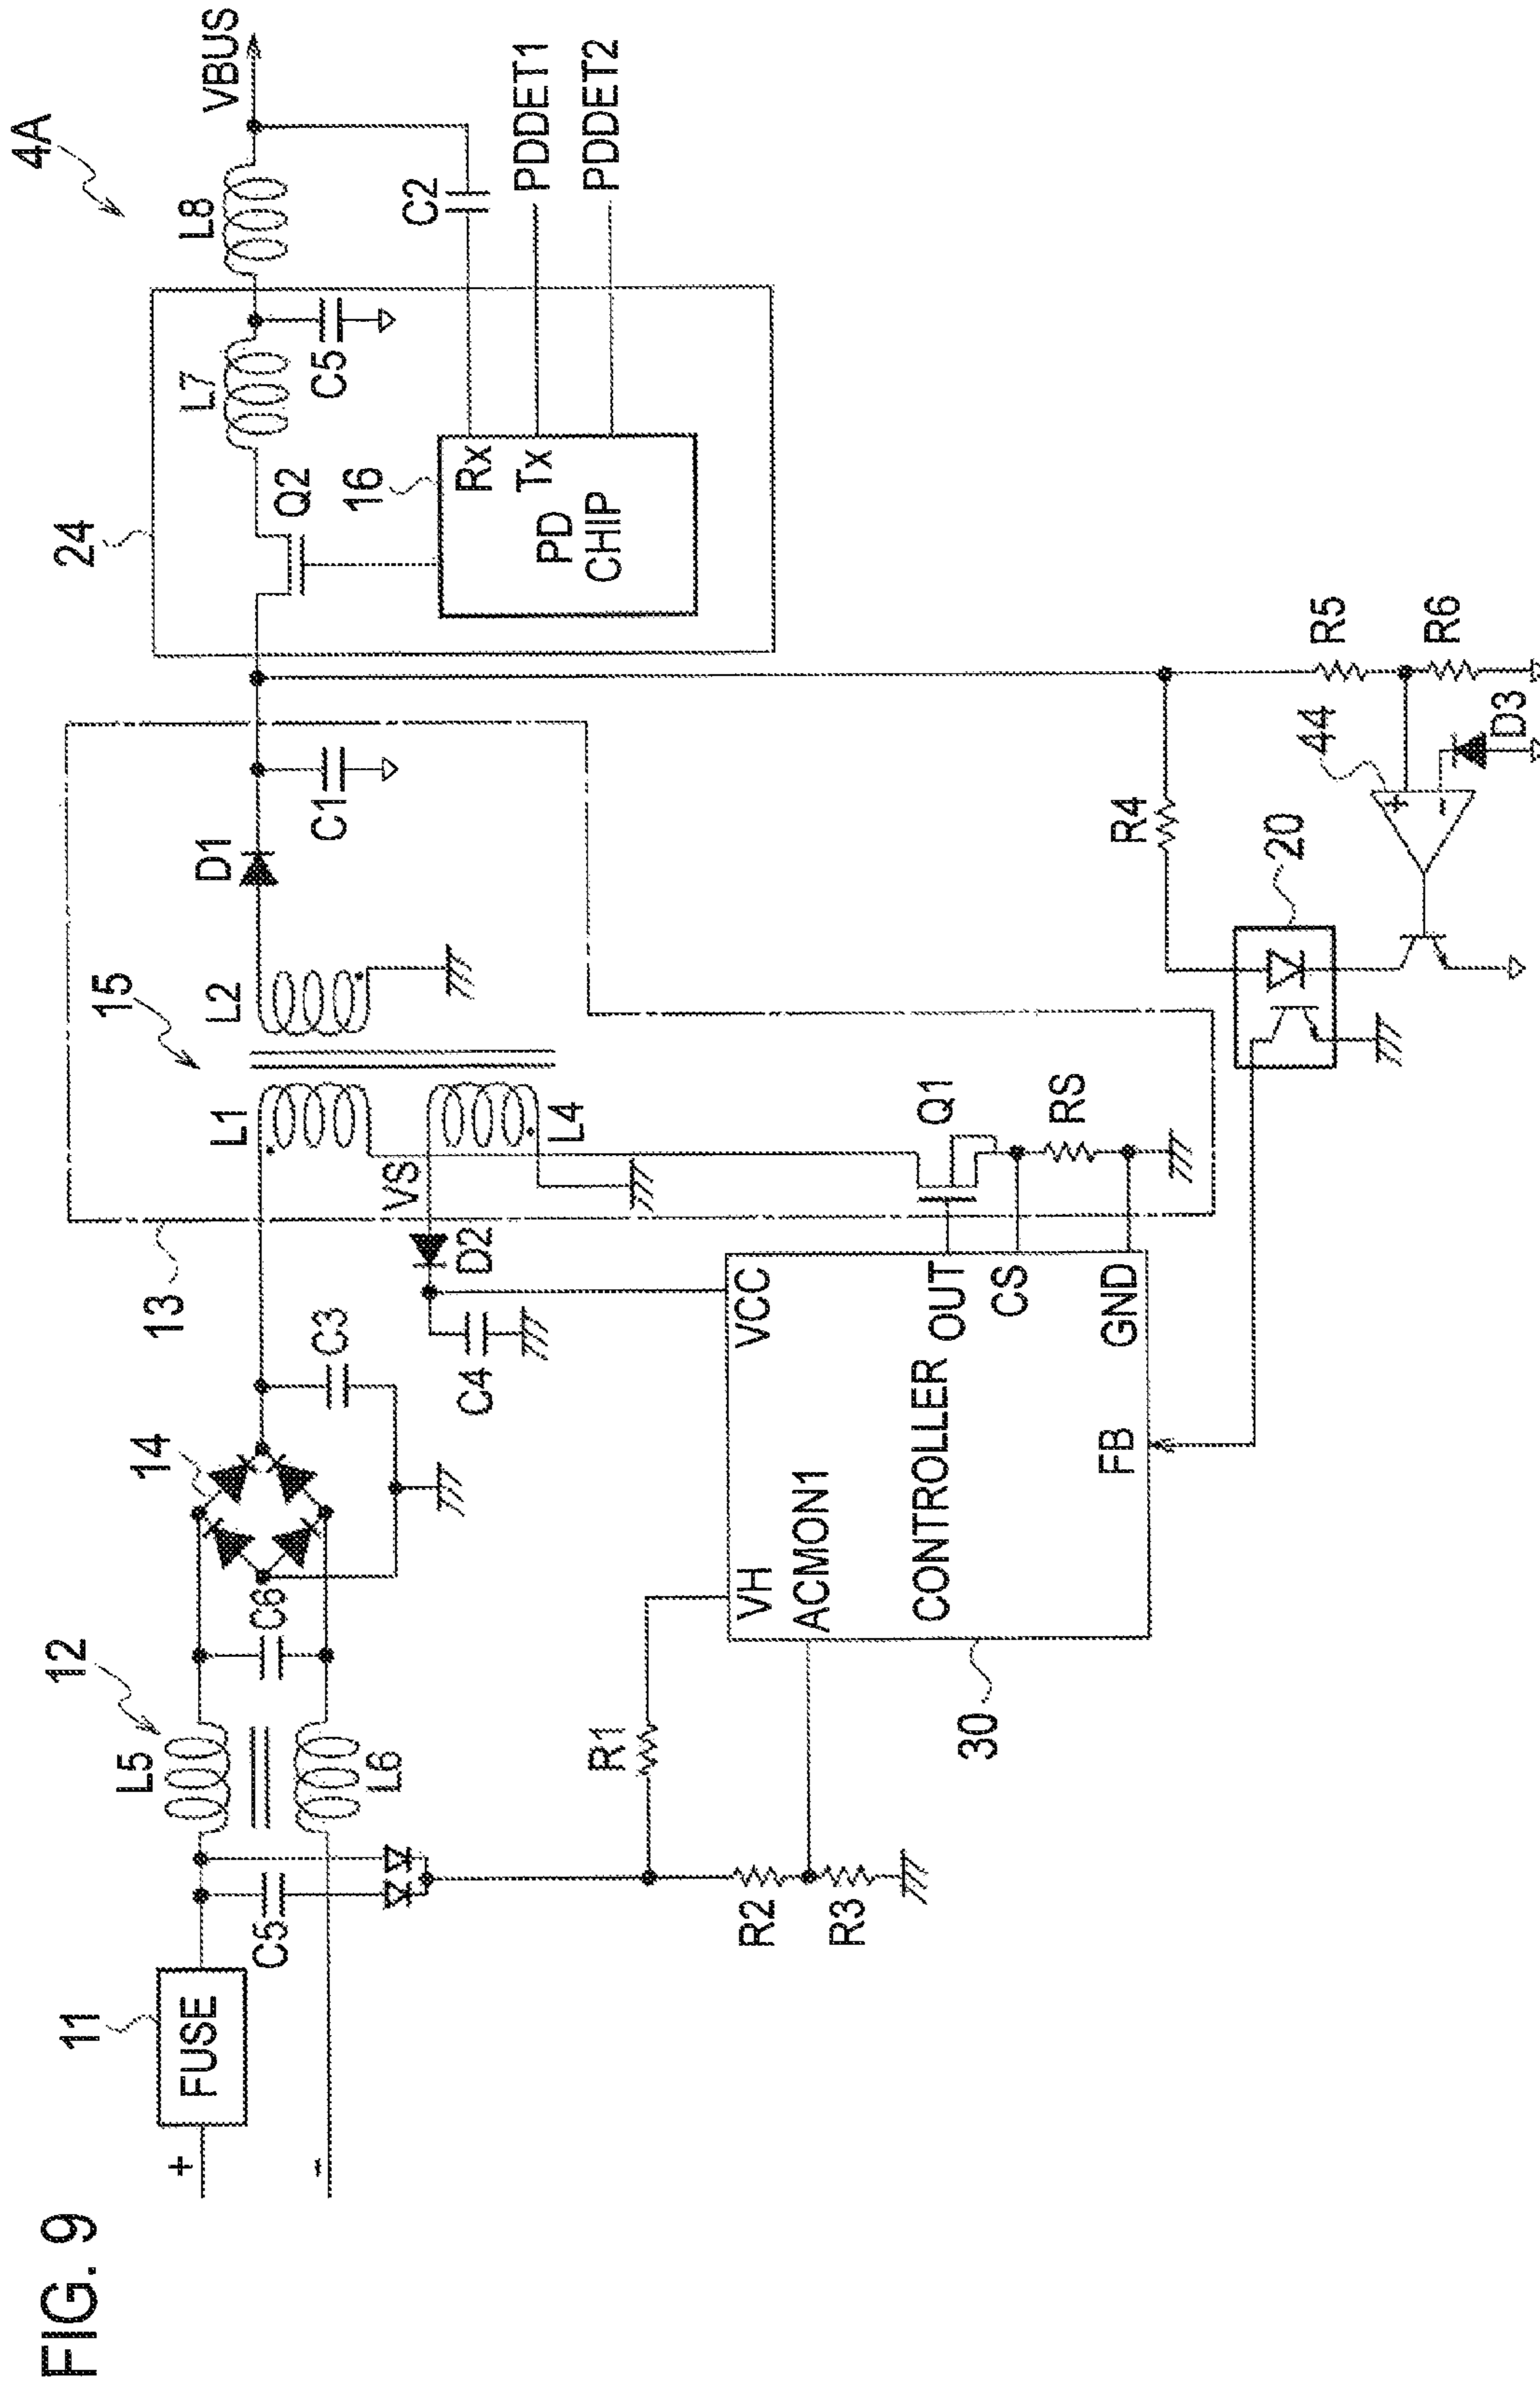 FIG. 9
4A
VBUS
L8
24
L7
C5
C2
PDDET1
PDDET2
Q2
16
Rx
Tx
PD
CHIP
15
D1
C1
L2
L1
L4
VS
13
Q1
RS
R4
R5
R6
44
+
−
D3
20
14
C3
D2
C4
12
L5
L6
C6
C5
11
FUSE
+
−
R1
R2
R3
VH
ACMON1
VCC
CONTROLLER
OUT
CS
GND
FB
30